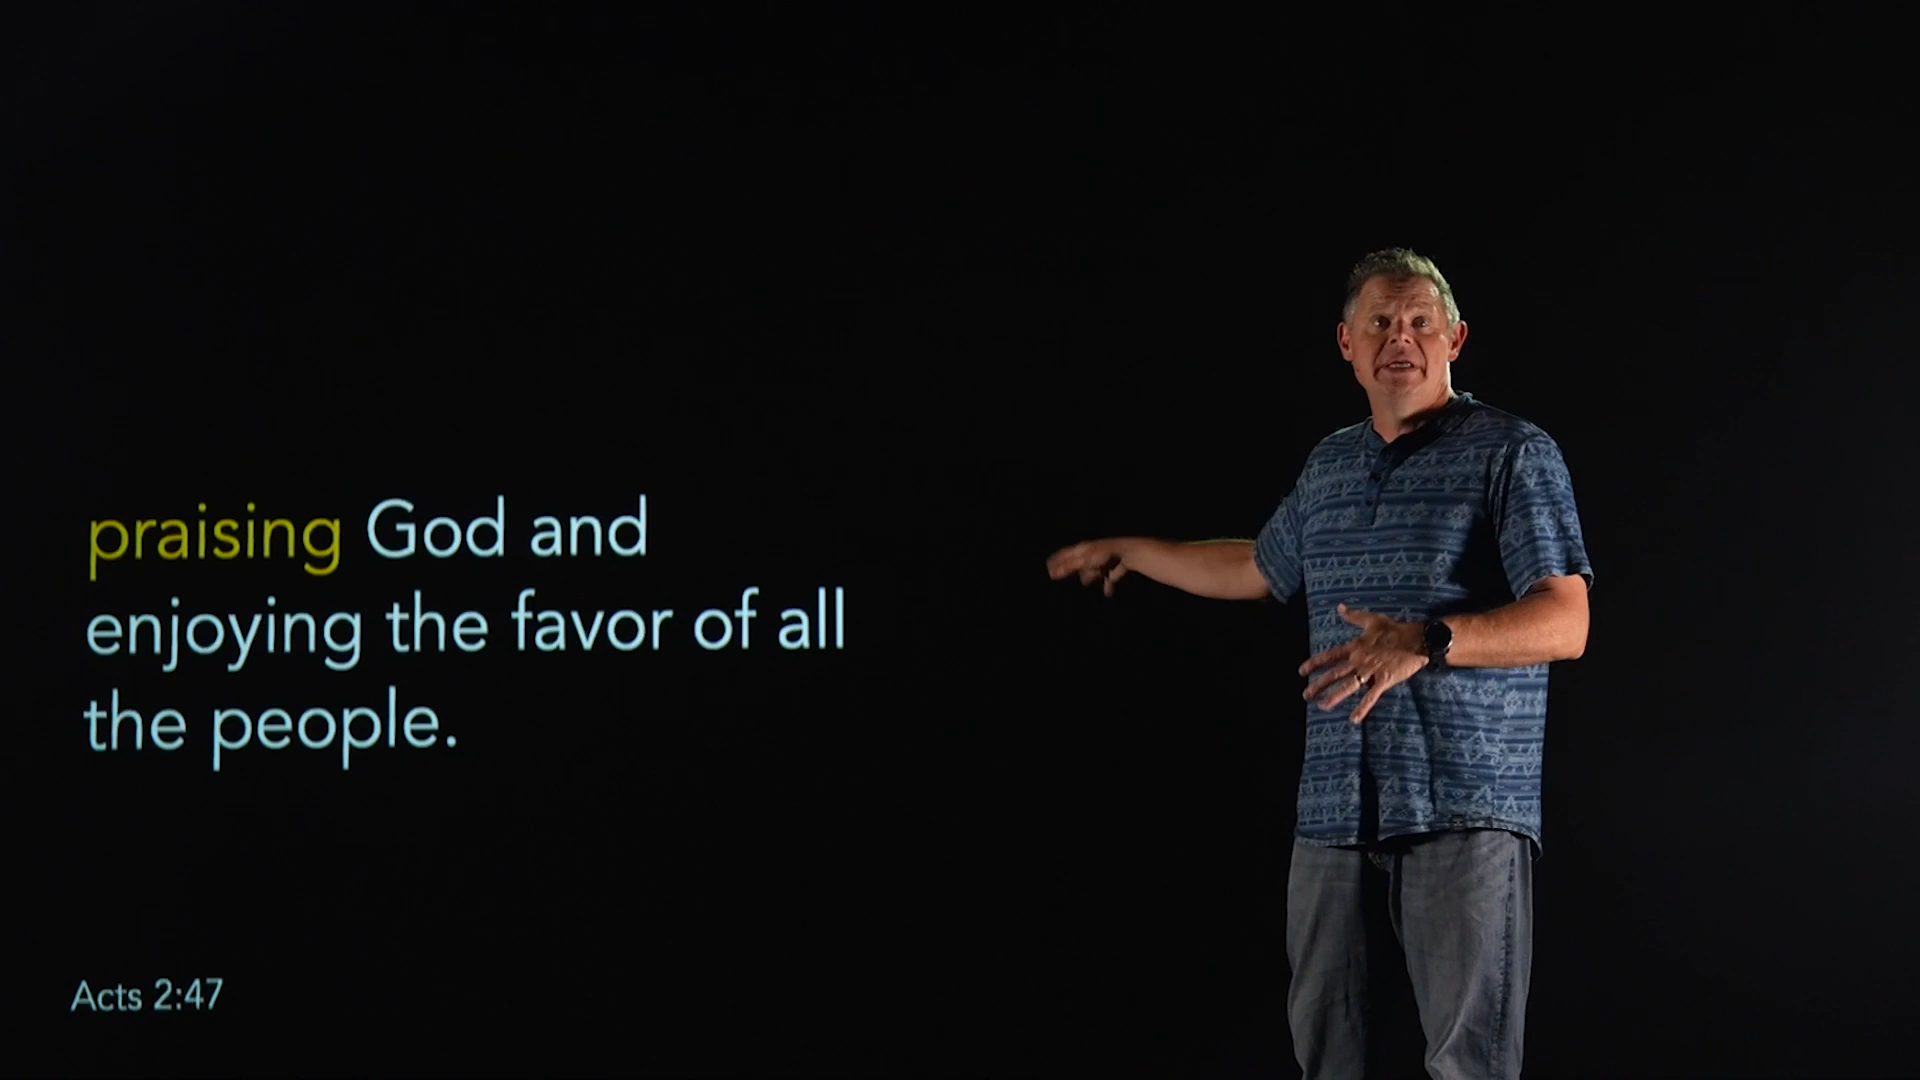 praising God and
enjoying the favor of all
the people.
Acts 2:47